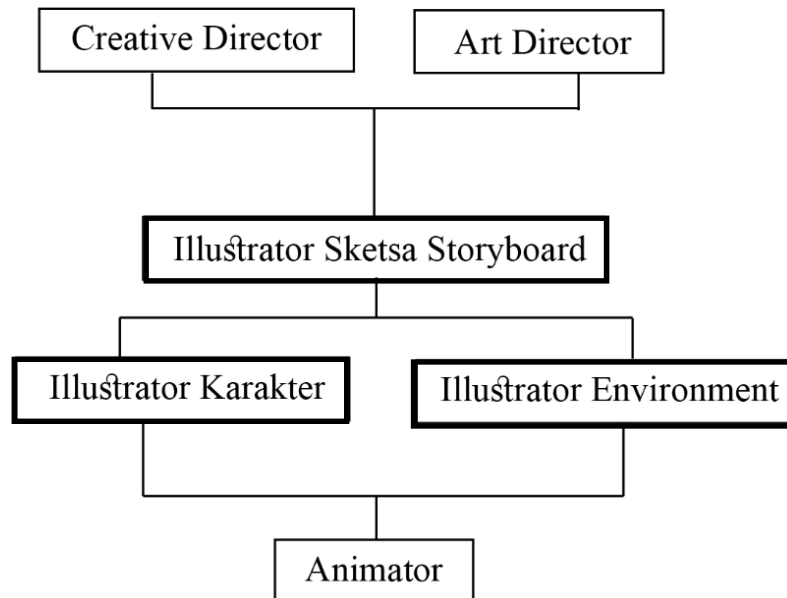 Creative Director
Art Director
Illustrator Sketsa Storyboard
Illustrator Karakter
Illustrator Environment
Animator